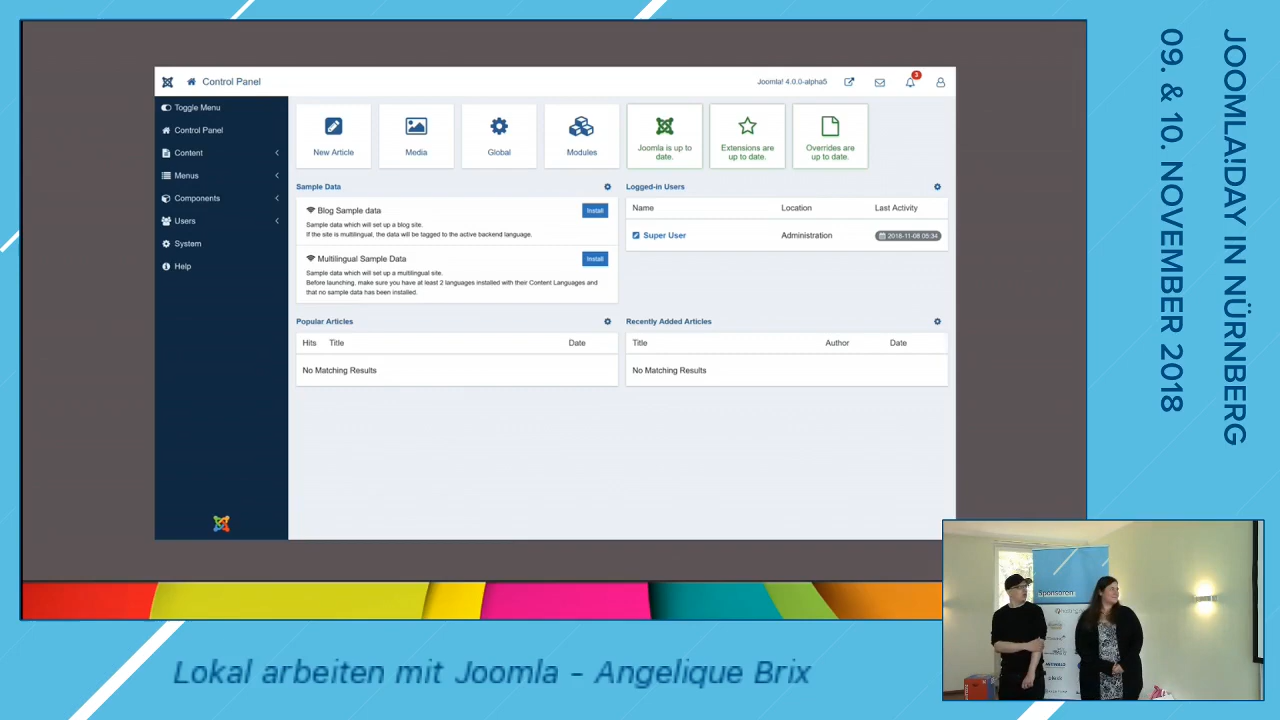 Control Panel
Joomla! 4.0.0-alpha5
3
Toggle Menu
Control Panel
Content
Menus
Components
Users
System
Help
New Article
Media
Global
Modules
Joomla is up to
date.
Extensions are
up to date.
Overrides are
up to date.
Sample Data
Blog Sample data
Install
Sample data which will set up a blog site.
If the site is multilingual, the data will be tagged to the active backend language.
Multilingual Sample Data
Install
Sample data which will set up a multilingual site.
Before launching, make sure you have at least 2 languages installed with their Content Languages and
that no sample data has been installed.
Logged-in Users
Name Location Last Activity
Super User Administration 2018-11-08 05:34
Popular Articles
Hits Title Date
No Matching Results
Recently Added Articles
Title Author Date
No Matching Results
JOOMLA!DAY IN NÜRNBERG
09. & 10. NOVEMBER 2018
Sponsoren
MITTWALD
Lokal arbeiten mit Joomla - Angelique Brix